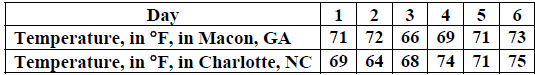 Day 1 2 3 4 5 6
Temperature, in °F, in Macon, GA 71 72 66 69 71 73
Temperature, in °F, in Charlotte, NC 69 64 68 74 71 75